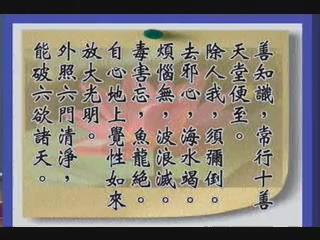 善知識，常行十善
天堂便至。
除人我，須彌倒。
去邪心，海水竭
煩惱無，波浪滅。
毒害忘，魚龍絕。
自心地上覺性如來
放大光明。
外照六門清淨，
能破六欲諸天。